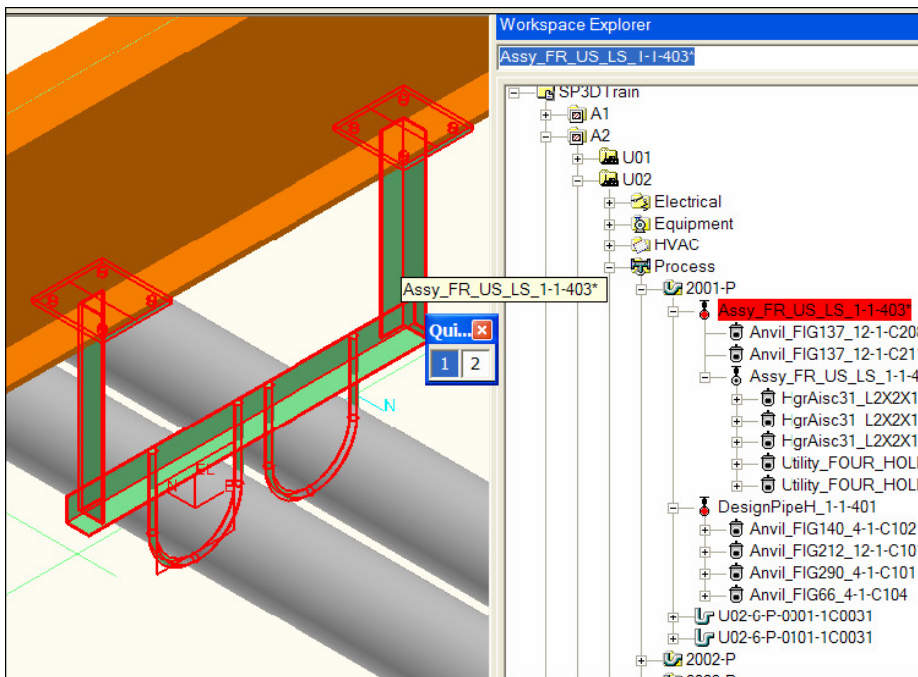 Workspace Explorer
Assy_FR_US_LS_1-1-403*
SP3DTrain
A1
A2
U01
U02
Electrical
Equipment
HVAC
Process
2001-P
Assy_FR_US_LS_1-1-403*
Anvil_FIG137_12-1-C208
Anvil_FIG137_12-1-C21
Assy_FR_US_LS_1-1-4
HgrAisc31_L2X2X1
HgrAisc31_L2X2X1
HgrAisc31_L2X2X1
Utility_FOUR_HOL
Utility_FOUR_HOL
DesignPipeH_1-1-401
Anvil_FIG140_4-1-C102
Anvil_FIG212_12-1-C10
Anvil_FIG290_4-1-C101
Anvil_FIG66_4-1-C104
U02-6-P-0001-1C0031
U02-6-P-0101-1C0031
2002-P
Assy_FR_US_LS_1-1-403*
Qui...
1 2
N
EL
N
E